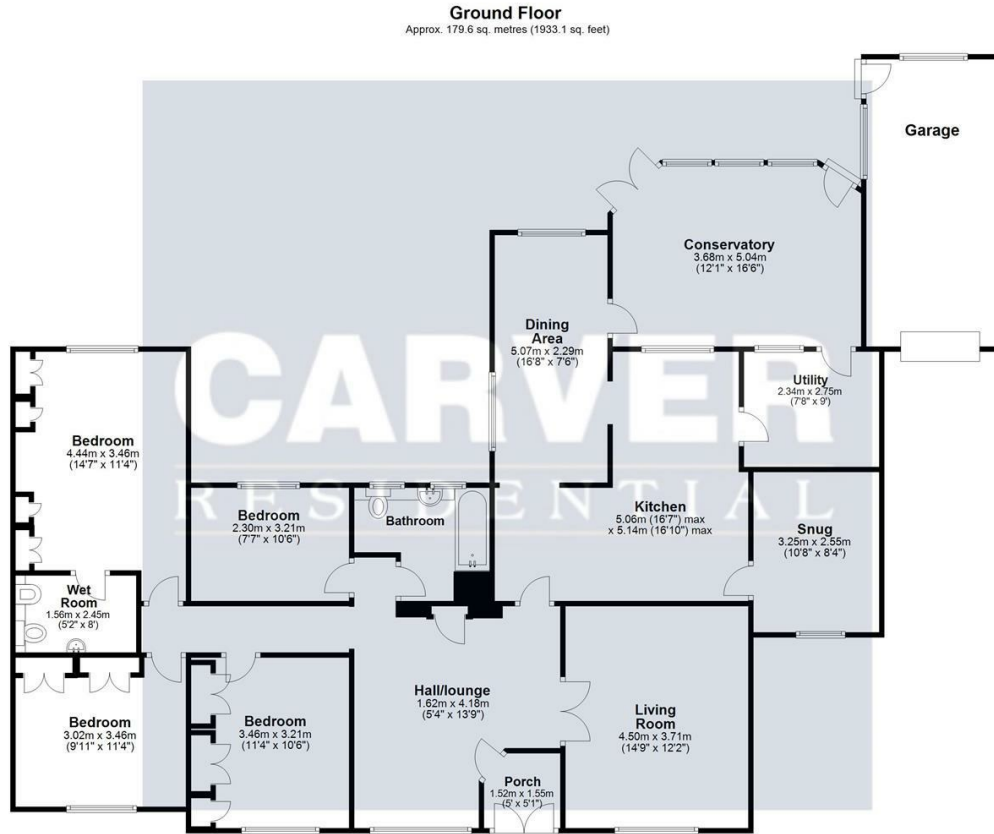 Ground Floor
Approx. 179.6 sq. metres (1933.1 sq. feet)
Garage
Conservatory
3.68m x 5.04m
(12'1" x 16'6")
Dining
Area
5.07m x 2.29m
(16'8" x 7'6")
Utility
2.34m x 2.75m
(7'8" x 9')
CARVER
RESIDENTIAL
Bedroom
4.44m x 3.46m
(14'7" x 11'4")
Bedroom
2.30m x 3.21m
(7'7" x 10'6")
Bathroom
Kitchen
5.06m (16'7") max
x 5.14m (16'10") max
Snug
3.25m x 2.55m
(10'8" x 8'4")
Wet
Room
1.56m x 2.45m
(5'2" x 8')
Bedroom
3.02m x 3.46m
(9'11" x 11'4")
Bedroom
3.46m x 3.21m
(11'4" x 10'6")
Hall/lounge
1.62m x 4.18m
(5'4" x 13'9")
Living
Room
4.50m x 3.71m
(14'9" x 12'2")
Porch
1.52m x 1.55m
(5' x 5'1")